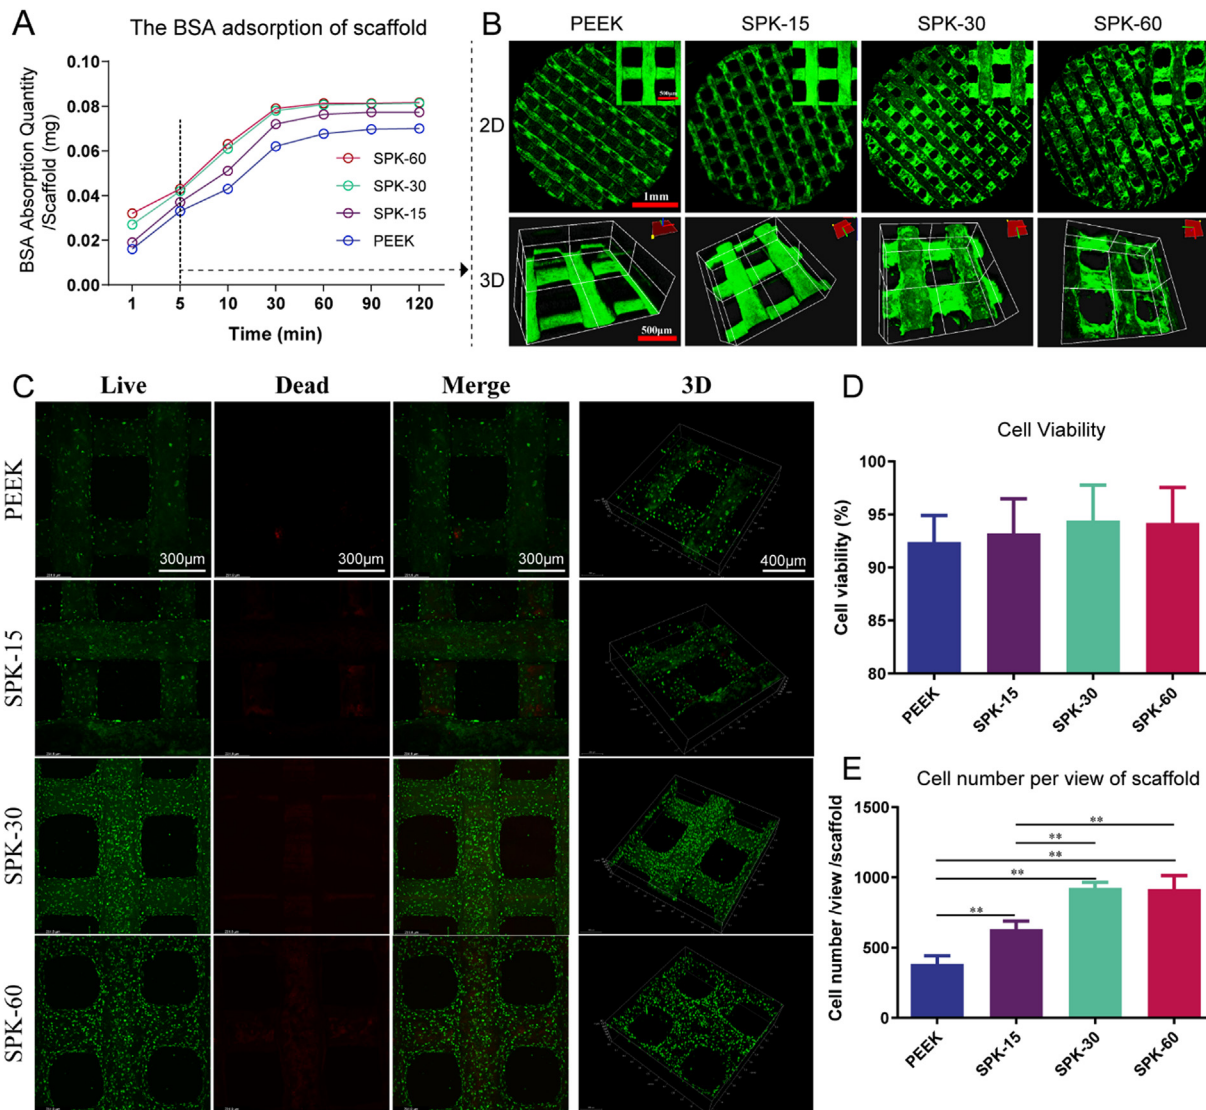 A
The BSA adsorption of scaffold
BSA Absorption Quantity
/Scaffold (mg)
0.10
0.08
0.06
0.04
0.02
0.00
SPK-60
SPK-30
SPK-15
PEEK
1 5 10 30 60 90 120
Time (min)
B
PEEK SPK-15 SPK-30 SPK-60
2D
500μm
1mm
3D
500μm
C
Live Dead Merge 3D
PEEK
300μm 300μm 300μm 400μm
SPK-15
SPK-30
SPK-60
D
Cell Viability
Cell viability (%)
100
95
90
85
80
PEEK SPK-15 SPK-30 SPK-60
E
Cell number per view of scaffold
Cell number /view /scaffold
1500
1000
500
0
**
**
**
**
**
PEEK SPK-15 SPK-30 SPK-60